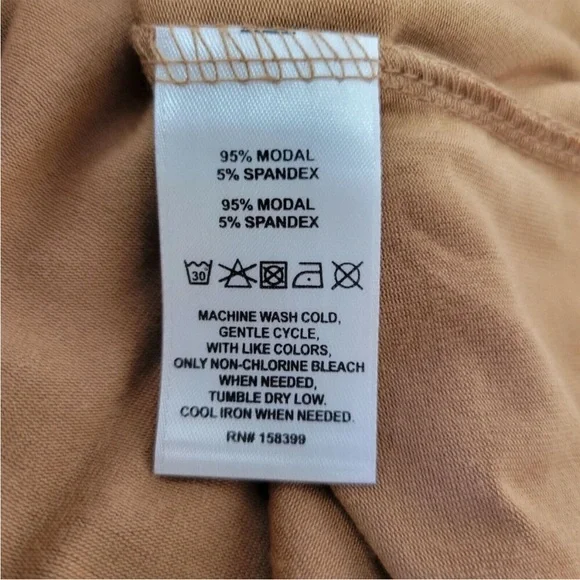 95% MODAL
5% SPANDEX
95% MODAL
5% SPANDEX
30
MACHINE WASH COLD,
GENTLE CYCLE,
WITH LIKE COLORS,
ONLY NON-CHLORINE BLEACH
WHEN NEEDED,
TUMBLE DRY LOW.
COOL IRON WHEN NEEDED.
RN# 158399